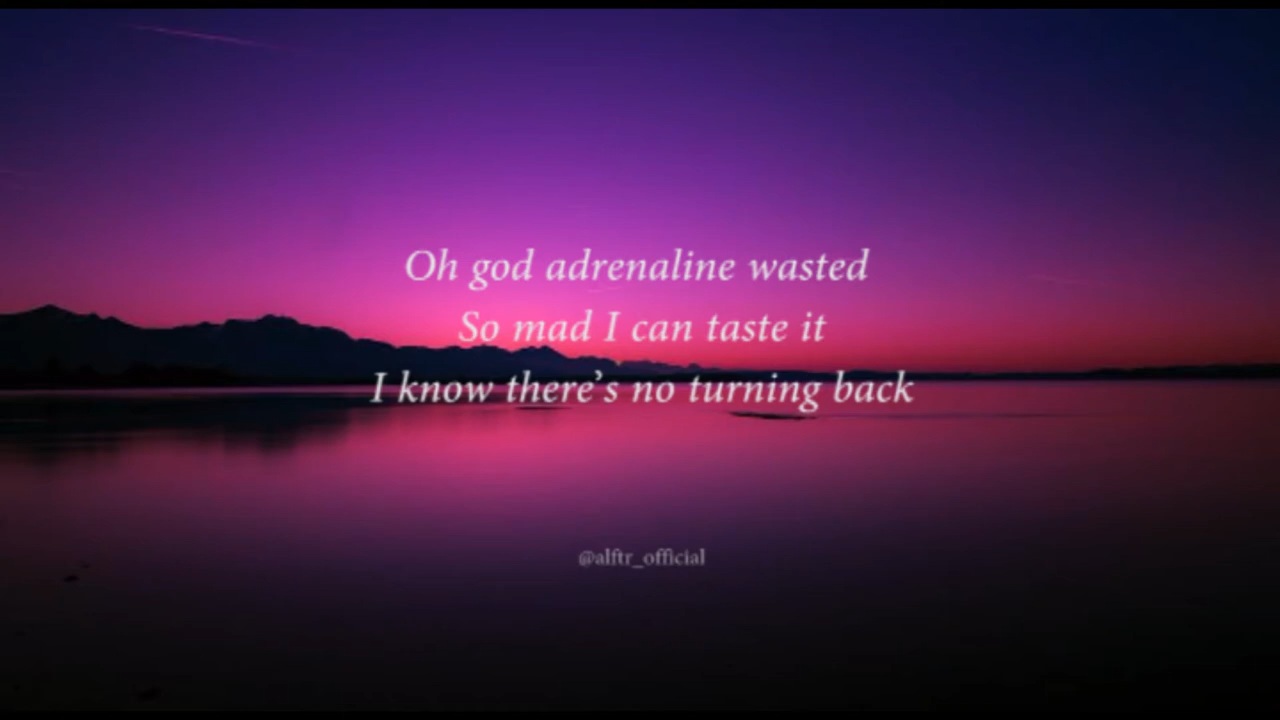 Oh god adrenaline wasted
So mad I can taste it
I know there’s no turning back
@alftr_official